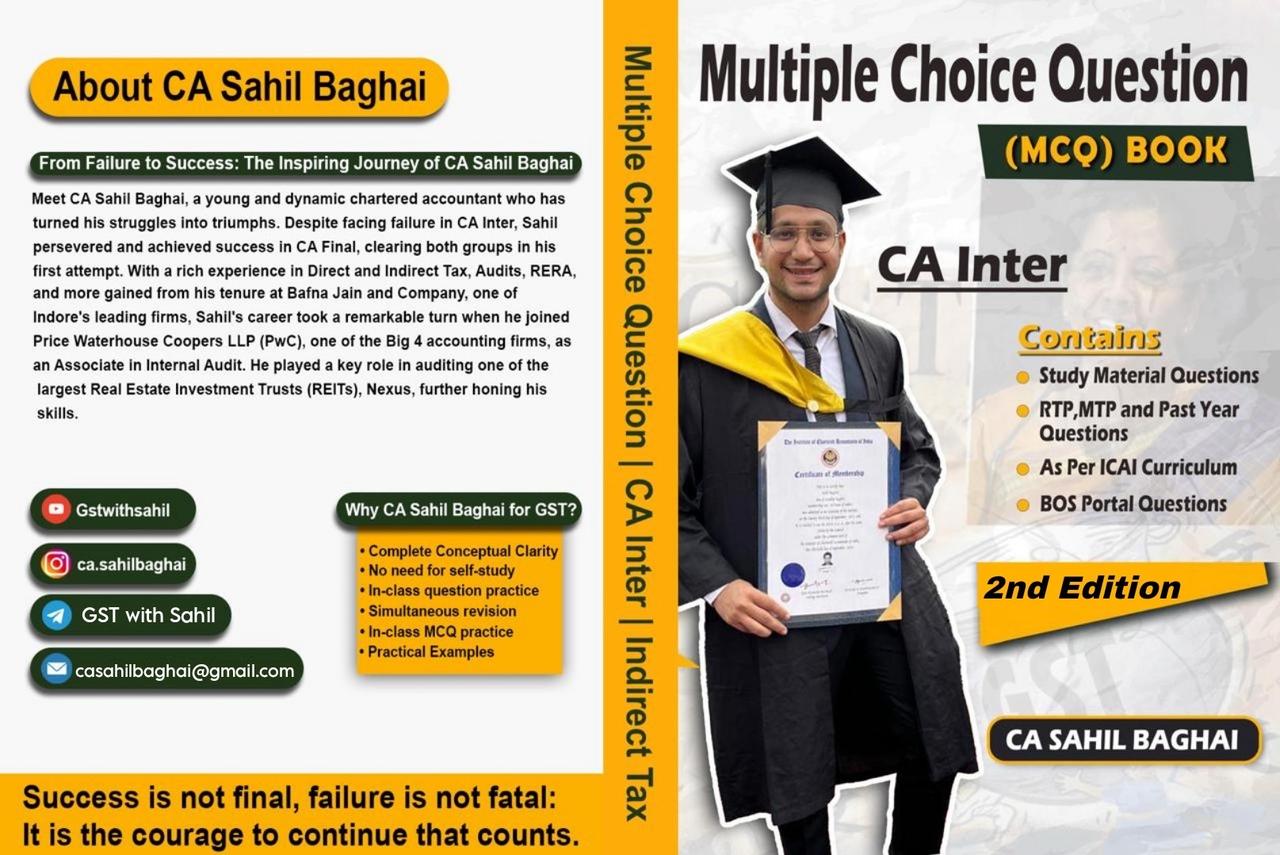 About CA Sahil Baghai
From Failure to Success: The Inspiring Journey of CA Sahil Baghai
Meet CA Sahil Baghai, a young and dynamic chartered accountant who has
turned his struggles into triumphs. Despite facing failure in CA Inter, Sahil
persevered and achieved success in CA Final, clearing both groups in his
first attempt. With a rich experience in Direct and Indirect Tax, Audits, RERA,
and more gained from his tenure at Bafna Jain and Company, one of
Indore's leading firms, Sahil's career took a remarkable turn when he joined
Price Waterhouse Coopers LLP (PwC), one of the Big 4 accounting firms, as
an Associate in Internal Audit. He played a key role in auditing one of the
largest Real Estate Investment Trusts (REITs), Nexus, further honing his
skills.
Gstwithsahil
ca.sahilbaghai
GST with Sahil
casahilbaghai@gmail.com
Why CA Sahil Baghai for GST?
• Complete Conceptual Clarity
• No need for self-study
• In-class question practice
• Simultaneous revision
• In-class MCQ practice
• Practical Examples
Success is not final, failure is not fatal:
It is the courage to continue that counts.
Multiple Choice Question | CA Inter | Indirect Tax
Multiple Choice Question
(MCQ) BOOK
CA Inter
Contains
Study Material Questions
RTP,MTP and Past Year
Questions
As Per ICAI Curriculum
BOS Portal Questions
2nd Edition
GST
CA SAHIL BAGHAI
The Institute of Chartered Accountants of India
Certificate of Membership